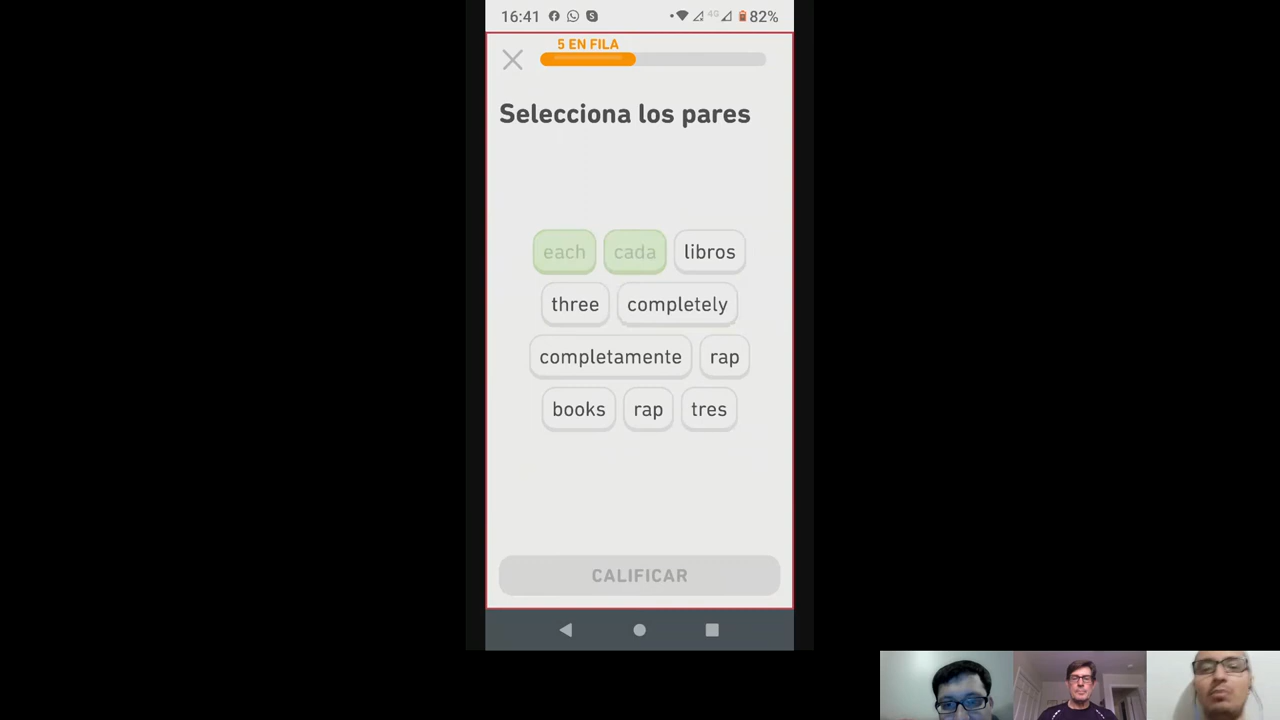 16:41 4G 82%
5 EN FILA
Selecciona los pares
each cada libros
three completely
completamente rap
books rap tres
CALIFICAR